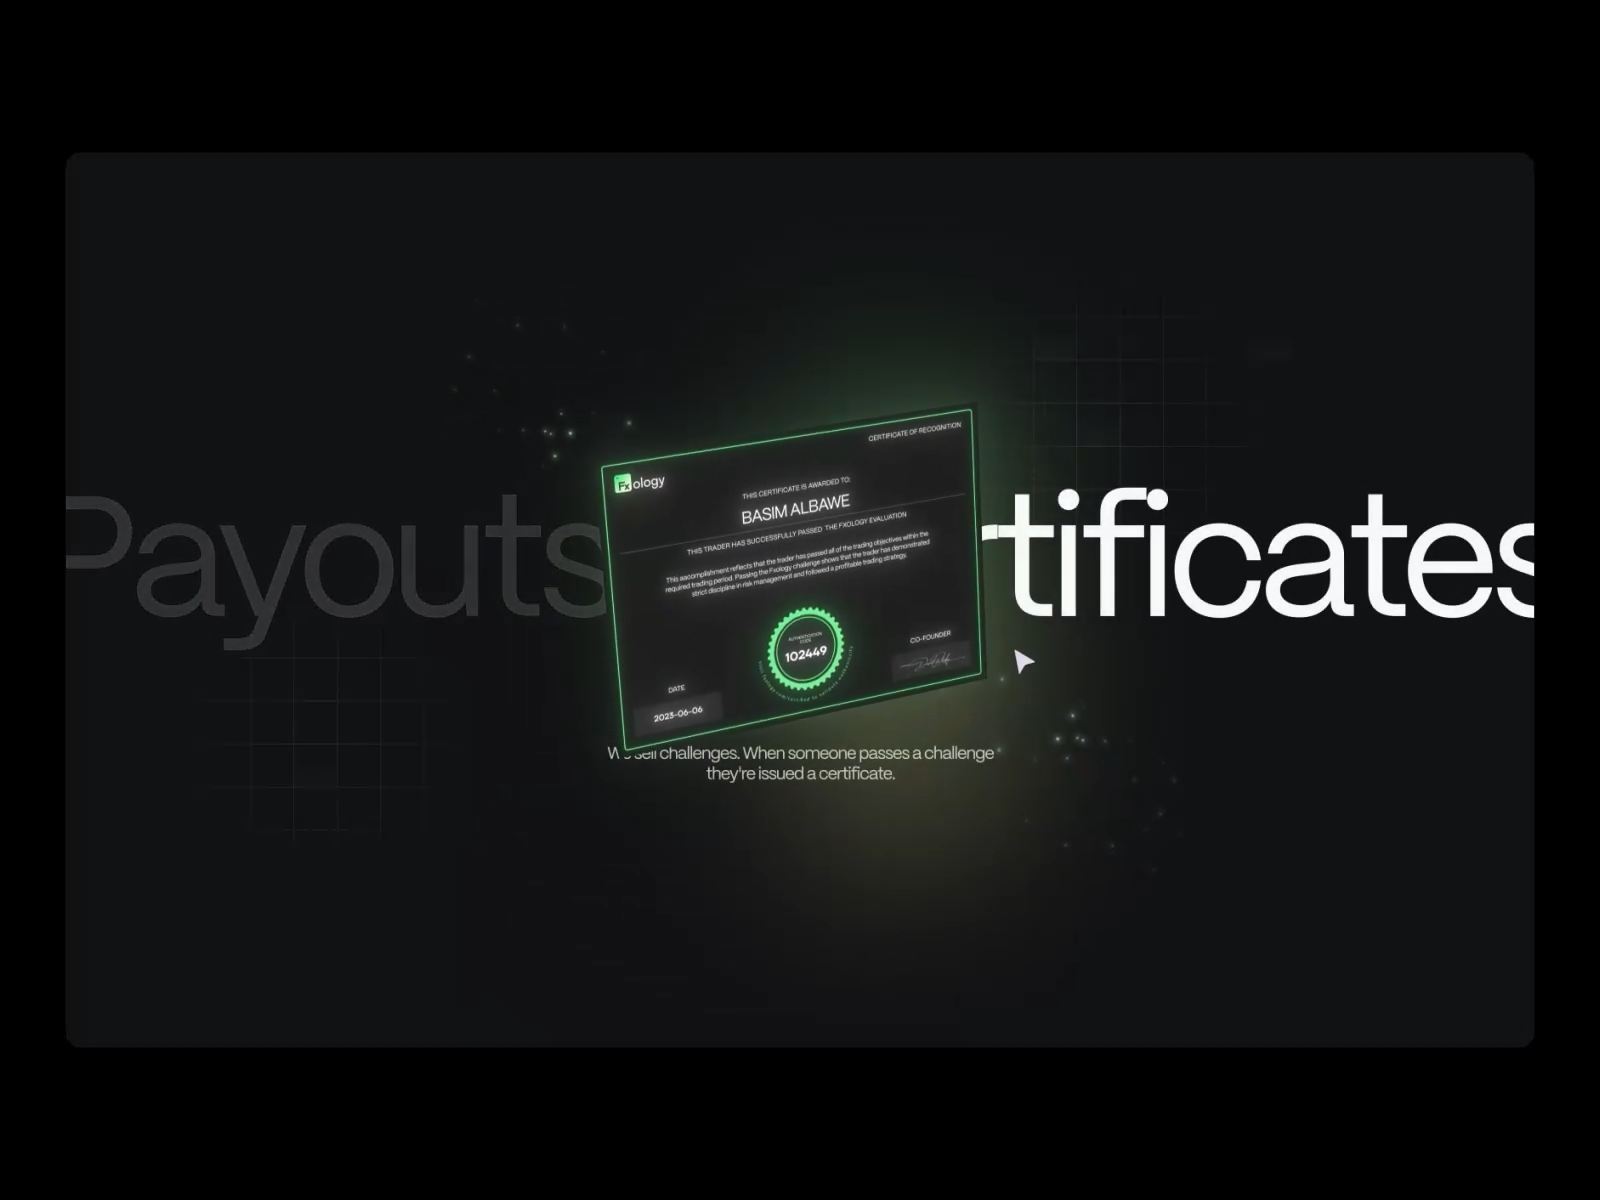 Payouts
rtificates
CERTIFICATE OF RECOGNITION
Fxology
THIS CERTIFICATE IS AWARDED TO:
BASIM ALBAWE
THIS TRADER HAS SUCCESSFULLY PASSED THE FXOLOGY EVALUATION
This aacomplishment reflects that the trader has passed all of the trading objectives within the
required trading period. Passing the Fxology challenge shows that the trader has demonstrated
strict discipline in risk management and followed a profitable trading strategy.
AUTHENTICATION
CODE
102449
CO-FOUNDER
DATE
2023-06-06
We sell challenges. When someone passes a challenge
they're issued a certificate.